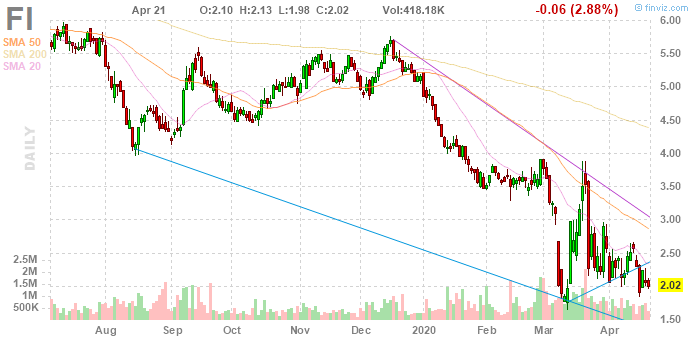 FI Apr 21 O:2.10 H:2.13 L:1.98 C:2.02 Vol:418.18K -0.06 (2.88%) © finviz.com
SMA 50
SMA 200
SMA 20
DAILY
6.00
5.50
5.00
4.50
4.00
3.50
3.00
2.50
2.02
1.50
2.5M
2M
1.5M
1M
500K
Aug Sep Oct Nov Dec 2020 Feb Mar Apr